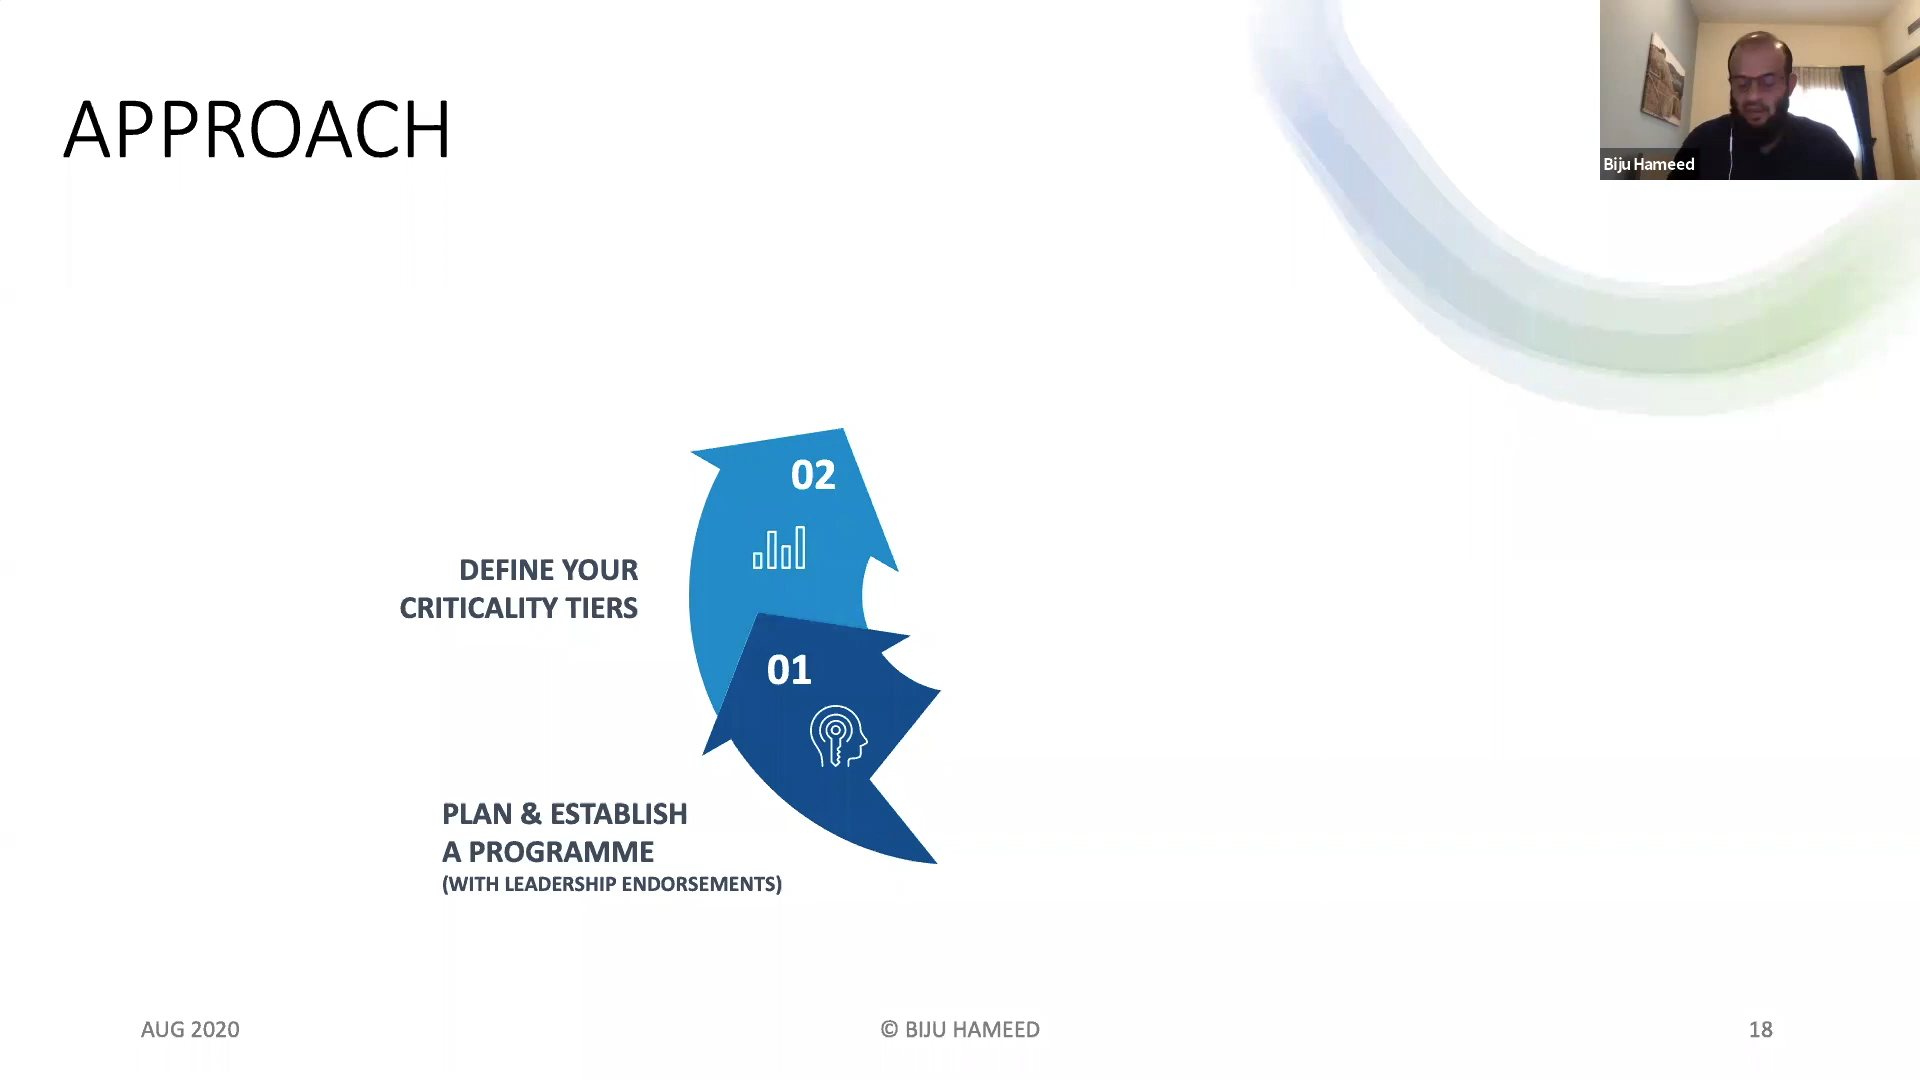 APPROACH
Biju Hameed
02
DEFINE YOUR
CRITICALITY TIERS
01
PLAN & ESTABLISH
A PROGRAMME
(WITH LEADERSHIP ENDORSEMENTS)
AUG 2020
© BIJU HAMEED
18